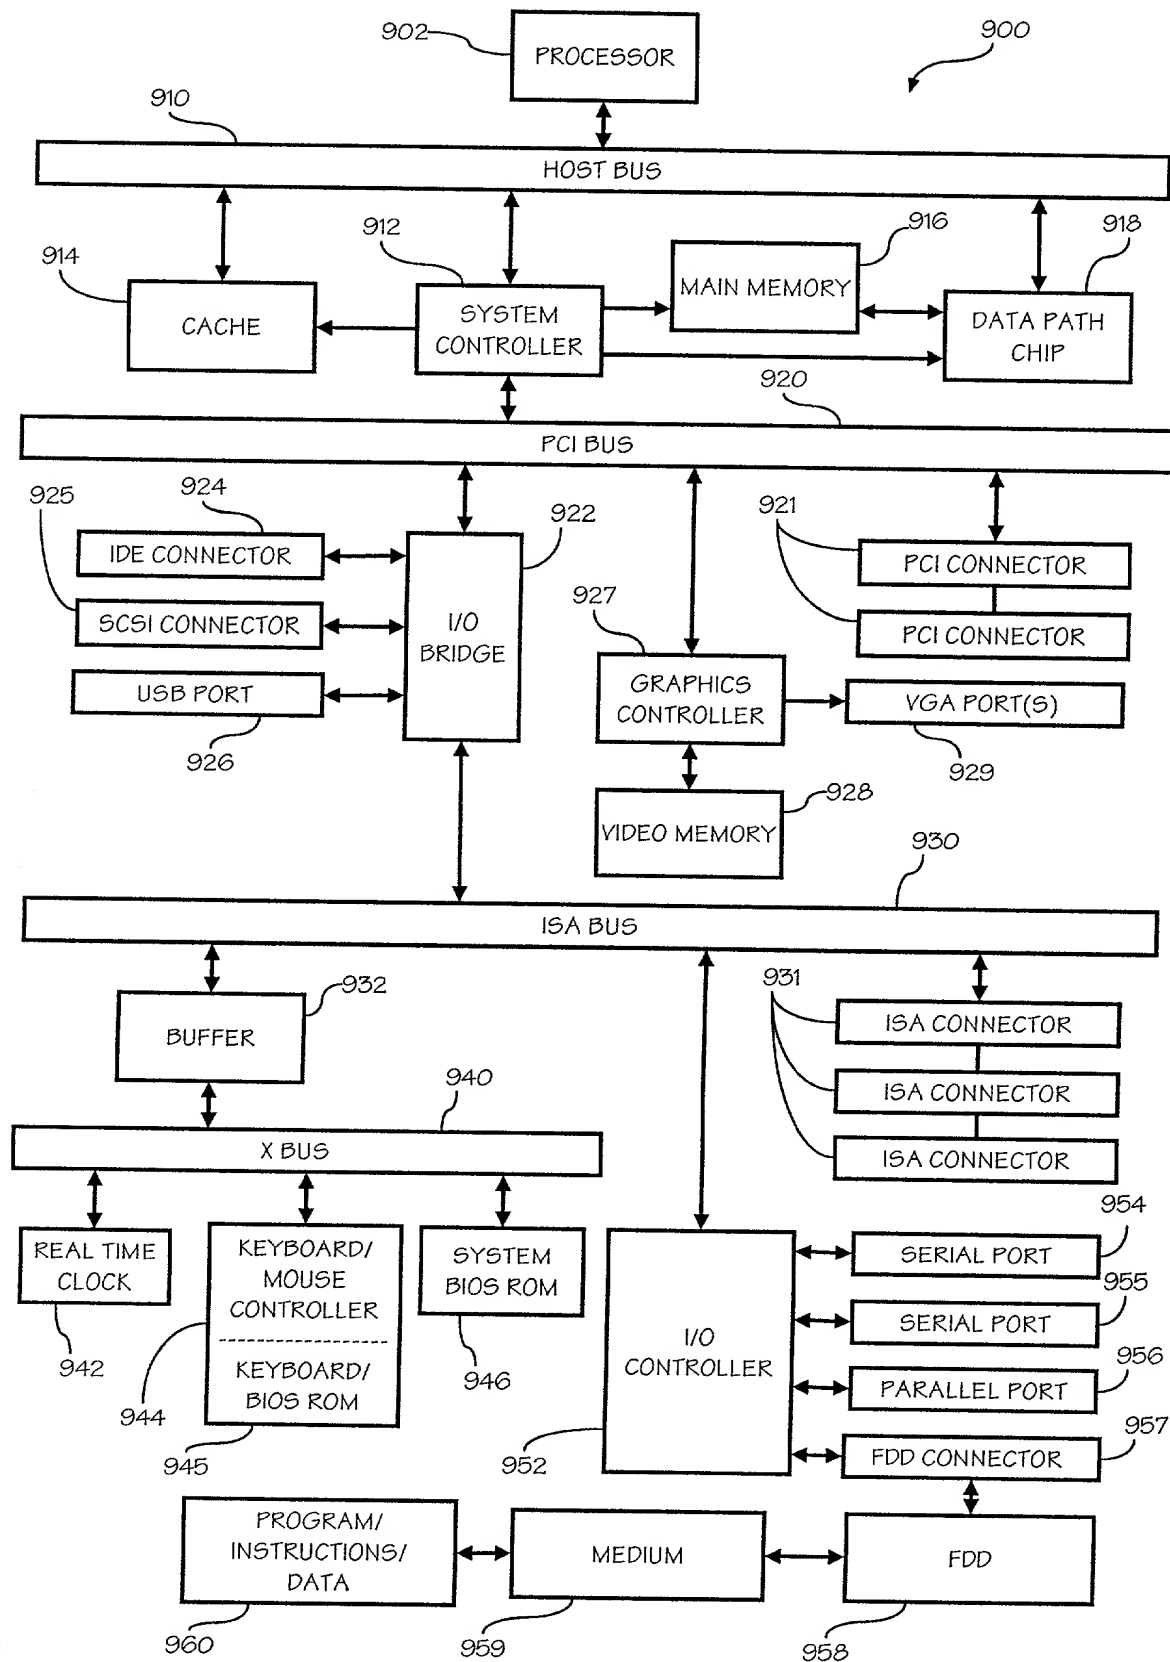 902
PROCESSOR
900
910
HOST BUS
914
912
916
918
CACHE
SYSTEM
CONTROLLER
MAIN MEMORY
DATA PATH
CHIP
920
PCI BUS
925
924
922
921
IDE CONNECTOR
SCSI CONNECTOR
USB PORT
926
I/O
BRIDGE
927
GRAPHICS
CONTROLLER
PCI CONNECTOR
PCI CONNECTOR
VGA PORT(S)
929
928
VIDEO MEMORY
930
ISA BUS
932
BUFFER
931
ISA CONNECTOR
ISA CONNECTOR
ISA CONNECTOR
940
X BUS
REAL TIME
CLOCK
942
KEYBOARD/
MOUSE
CONTROLLER
KEYBOARD/
BIOS ROM
944
945
SYSTEM
BIOS ROM
946
I/O
CONTROLLER
952
954
SERIAL PORT
955
SERIAL PORT
956
PARALLEL PORT
957
FDD CONNECTOR
PROGRAM/
INSTRUCTIONS/
DATA
MEDIUM
FDD
960
959
958